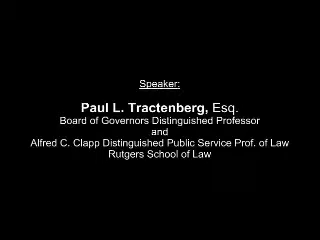 Speaker:
Paul L. Tractenberg, Esq.
Board of Governors Distinguished Professor
and
Alfred C. Clapp Distinguished Public Service Prof. of Law
Rutgers School of Law